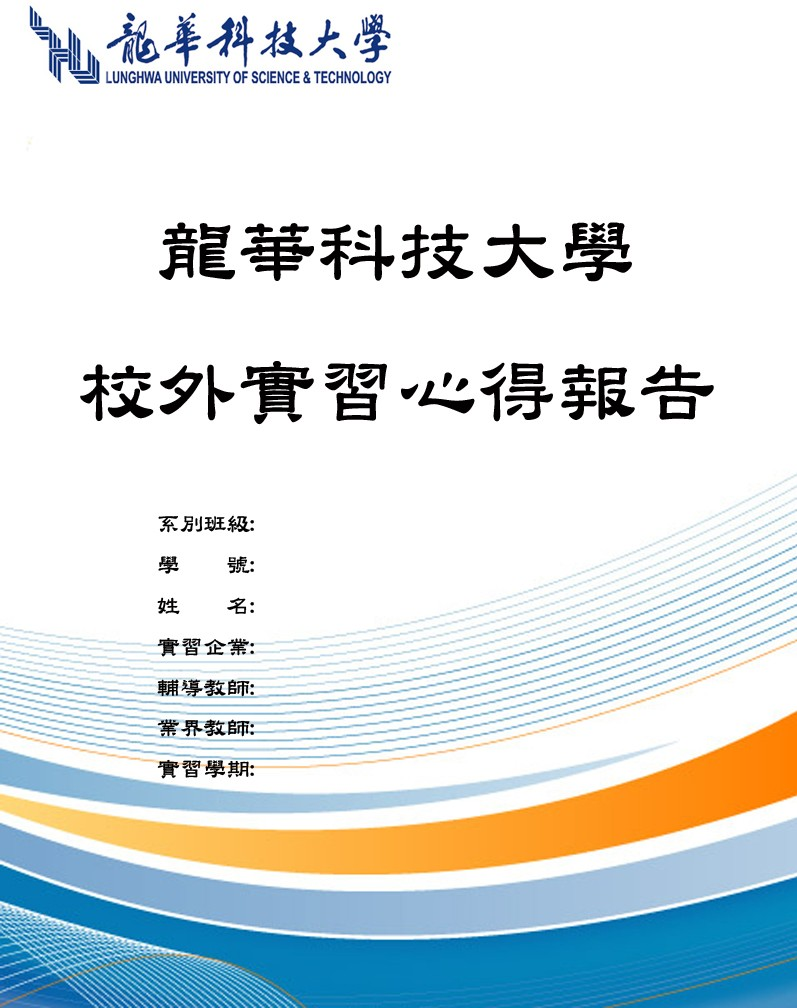 龍華科技大學
LUNGHWA UNIVERSITY OF SCIENCE & TECHNOLOGY
龍華科技大學
校外實習心得報告
系別班級:
學　　號:
姓　　名:
實習企業:
輔導教師:
業界教師:
實習學期: